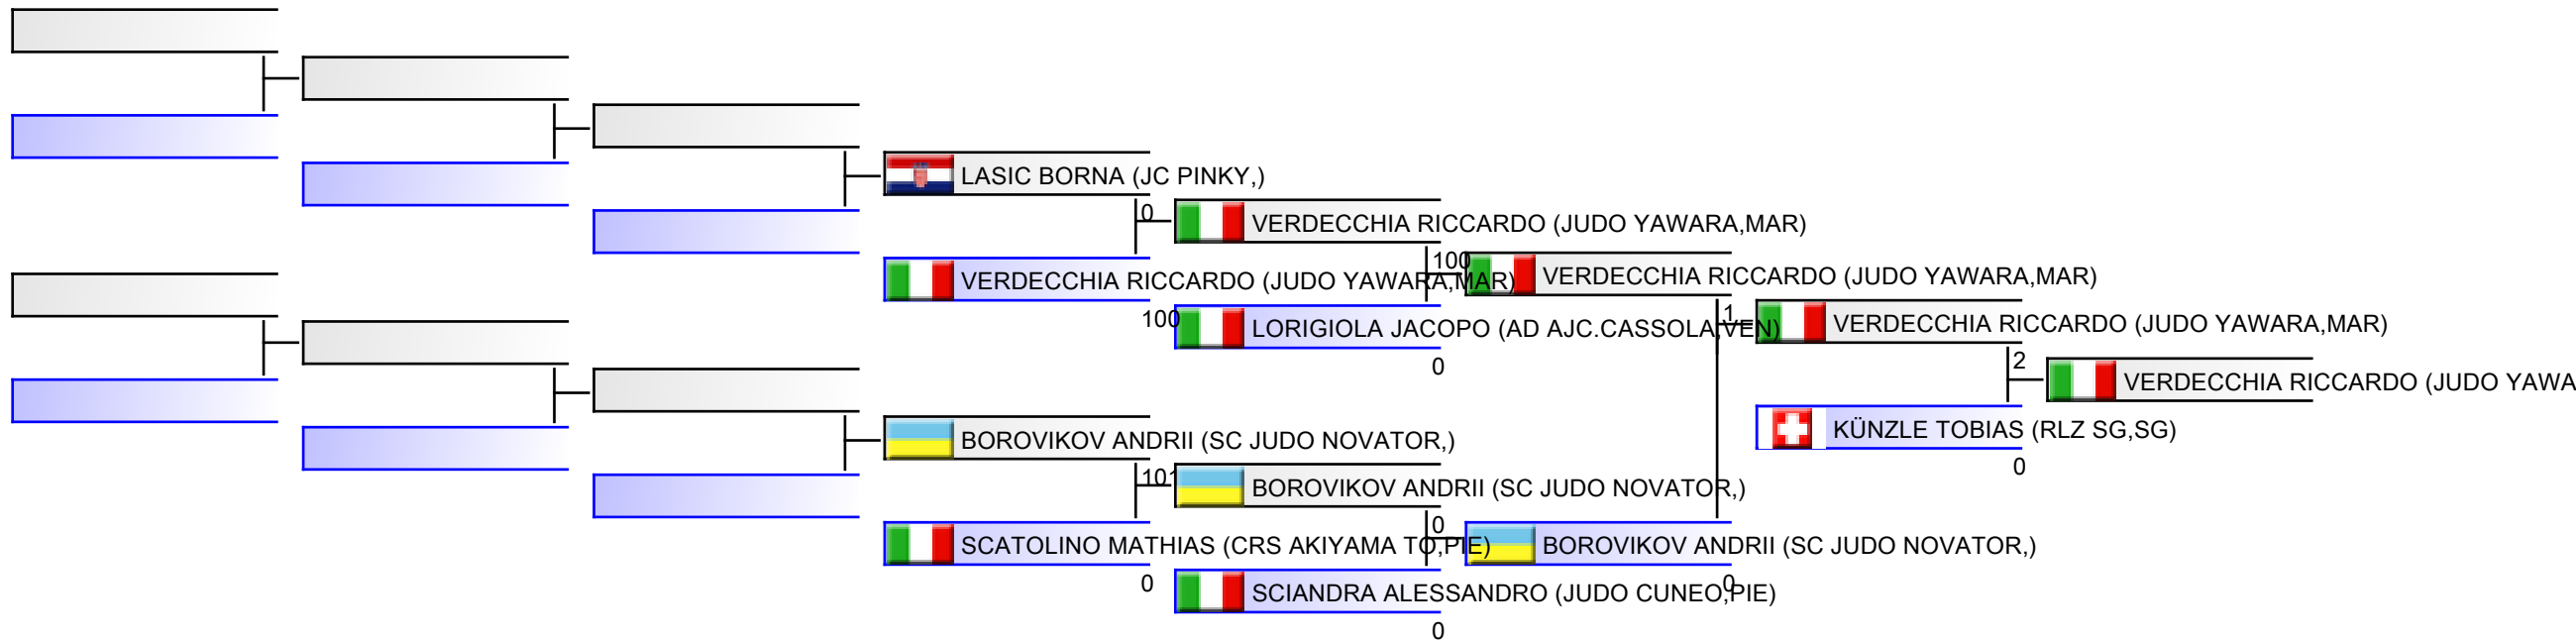 LASIC BORNA (JC PINKY,)
0
VERDECCHIA RICCARDO (JUDO YAWARA,MAR)
100
VERDECCHIA RICCARDO (JUDO YAWARA,MAR)
VERDECCHIA RICCARDO (JUDO YAWARA,MAR)
100
LORIGIOLA JACOPO (AD AJC.CASSOLA,VEN)
1
VERDECCHIA RICCARDO (JUDO YAWARA,MAR)
0
2
VERDECCHIA RICCARDO (JUDO YAWA
KÜNZLE TOBIAS (RLZ SG,SG)
0
BOROVIKOV ANDRII (SC JUDO NOVATOR,)
101
BOROVIKOV ANDRII (SC JUDO NOVATOR,)
0
SCATOLINO MATHIAS (CRS AKIYAMA TO,PIE)
BOROVIKOV ANDRII (SC JUDO NOVATOR,)
0
0
SCIANDRA ALESSANDRO (JUDO CUNEO,PIE)
0